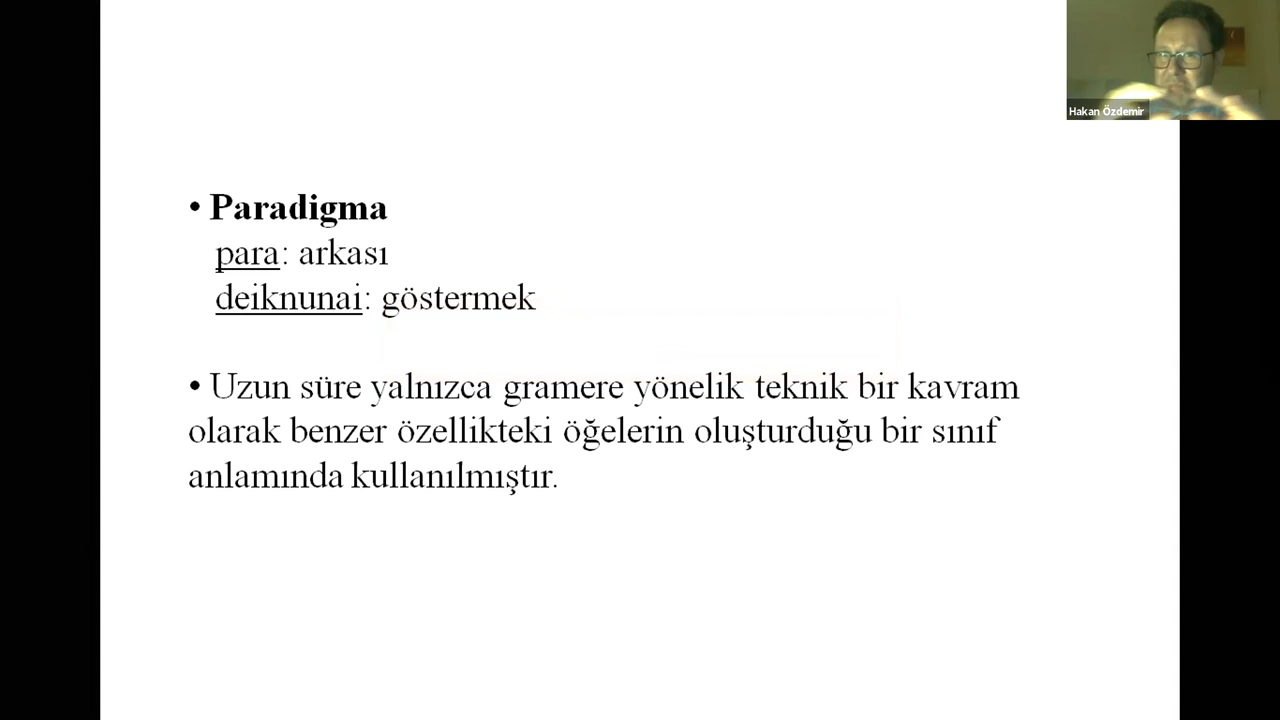 Hakan Özdemir
• Paradigma
para: arkası
deiknunai: göstermek
• Uzun süre yalnızca gramere yönelik teknik bir kavram
olarak benzer özellikteki öğelerin oluşturduğu bir sınıf
anlamında kullanılmıştır.